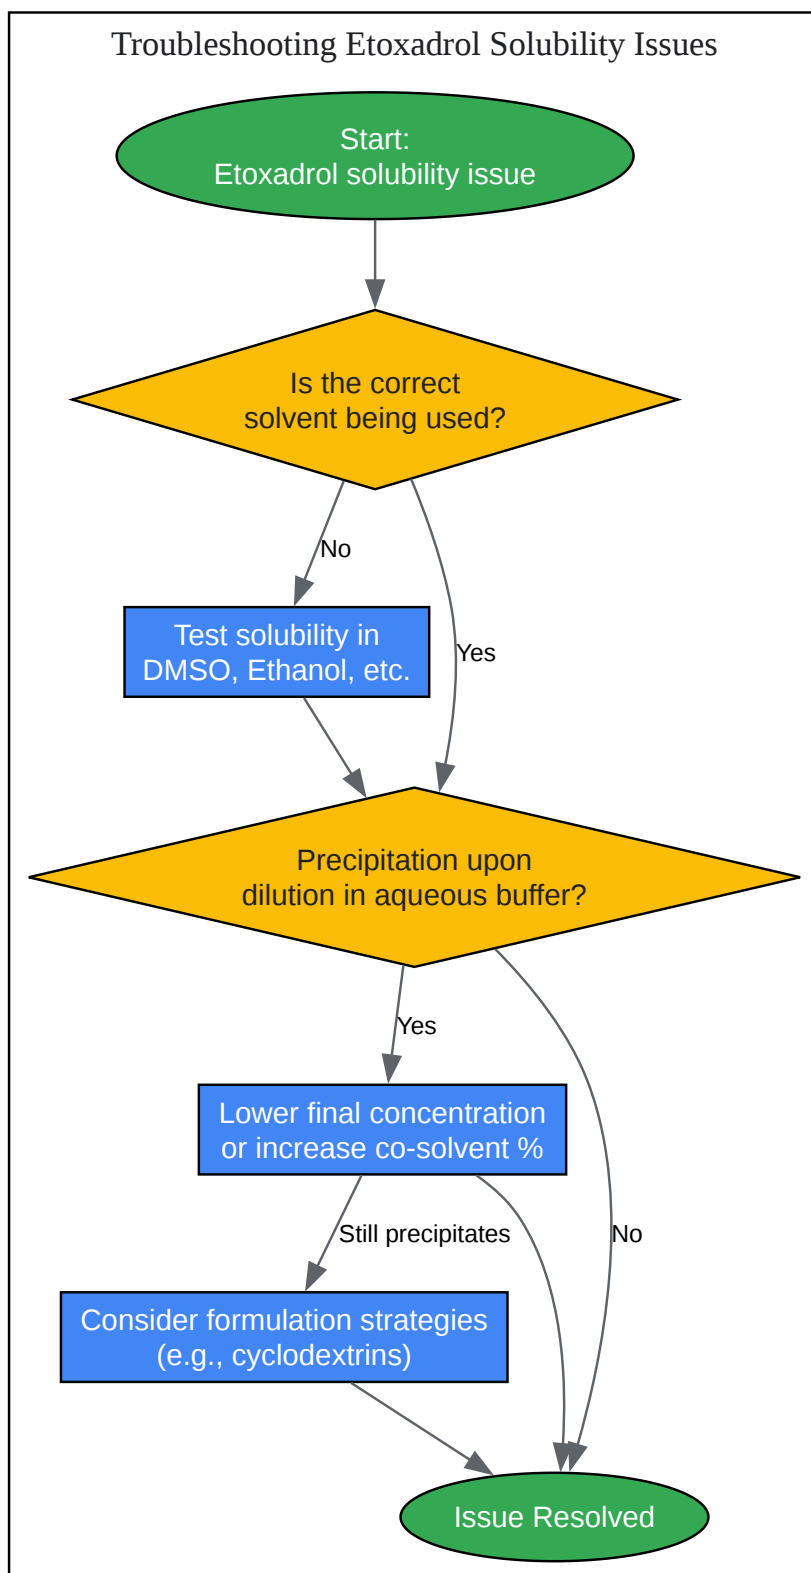 Troubleshooting Etoxadrol Solubility Issues
Start:
Etoxadrol solubility issue
Is the correct
solvent being used?
No
Test solubility in
DMSO, Ethanol, etc.
Yes
Precipitation upon
dilution in aqueous buffer?
Yes
Lower final concentration
or increase co-solvent %
Still precipitates
No
Consider formulation strategies
(e.g., cyclodextrins)
Issue Resolved